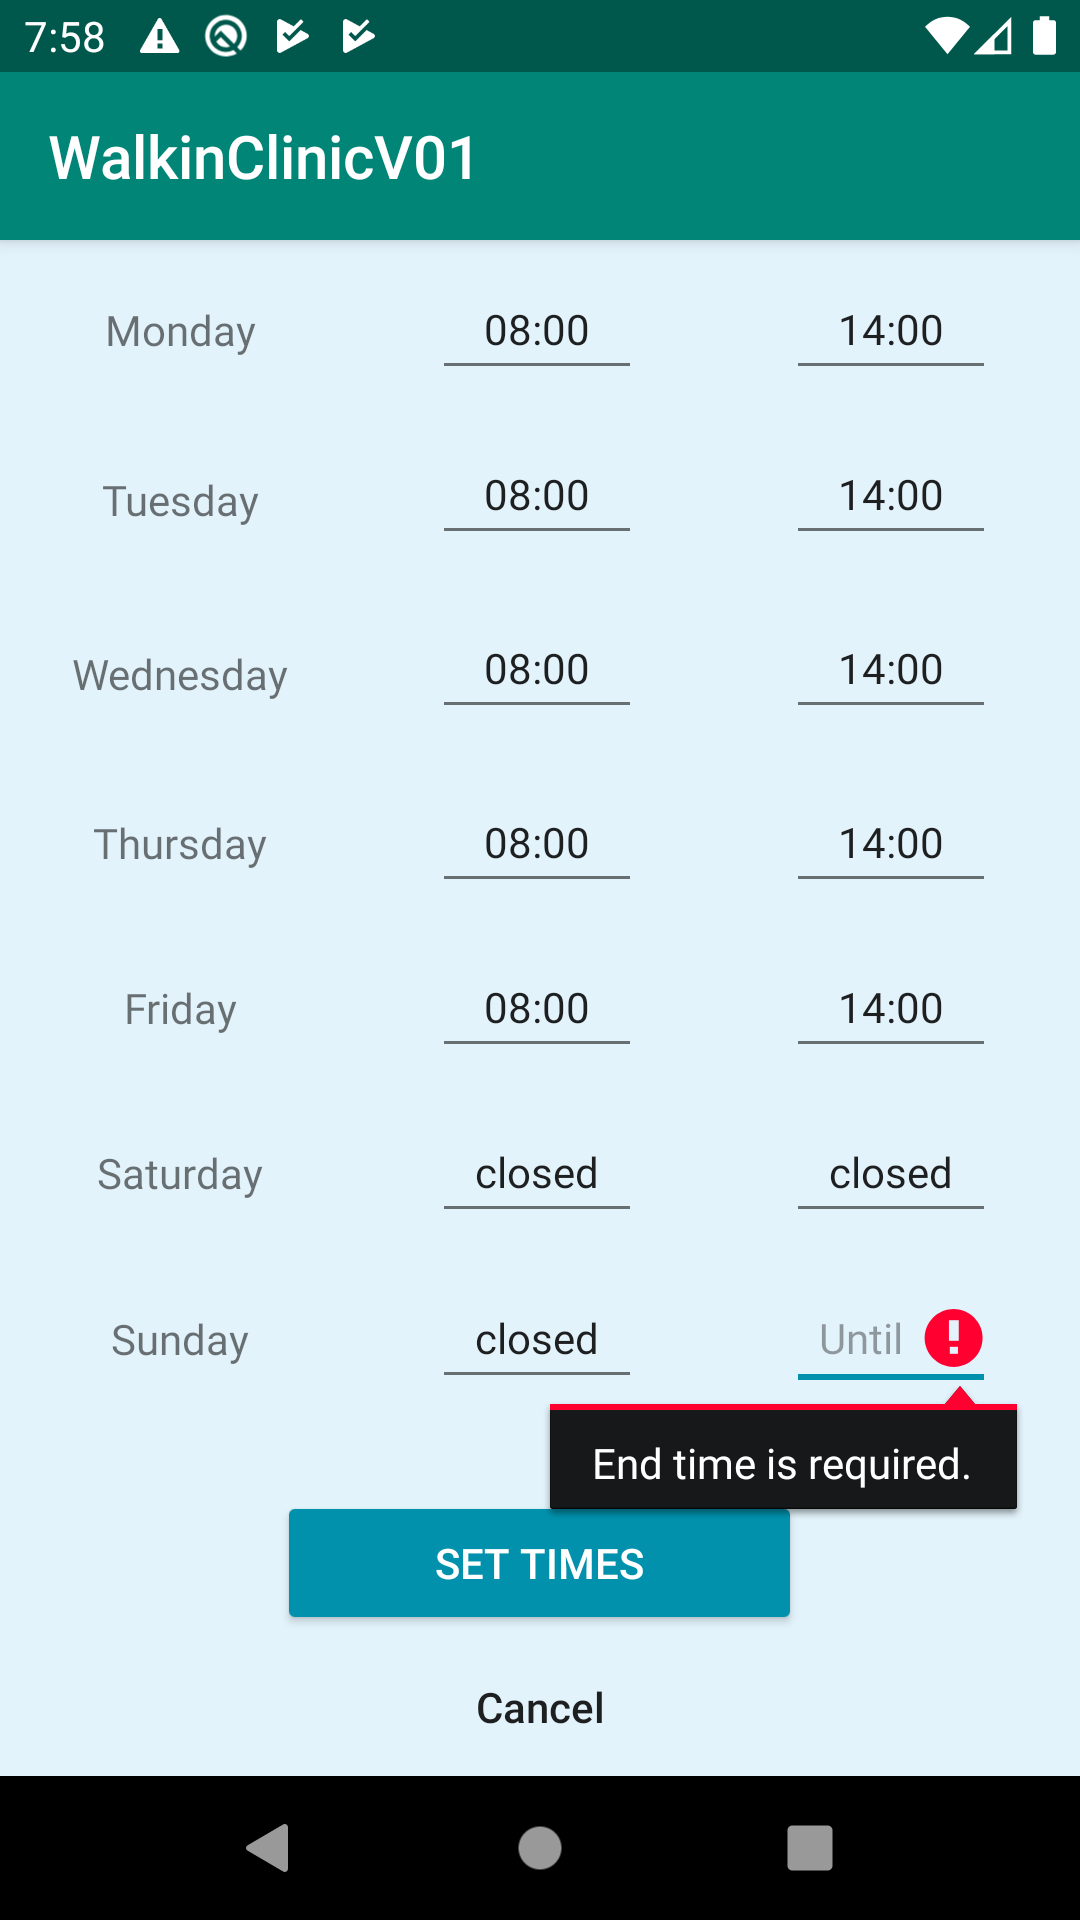 7:58
WalkinClinicV01
Monday 08:00 14:00
Tuesday 08:00 14:00
Wednesday 08:00 14:00
Thursday 08:00 14:00
Friday 08:00 14:00
Saturday closed closed
Sunday closed Until
End time is required.
SET TIMES
Cancel